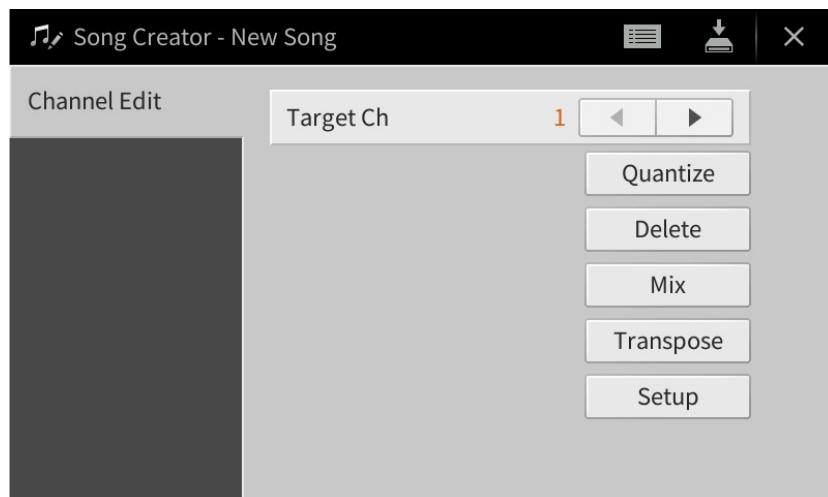 Song Creator - New Song
Channel Edit
Target Ch 1
Quantize
Delete
Mix
Transpose
Setup